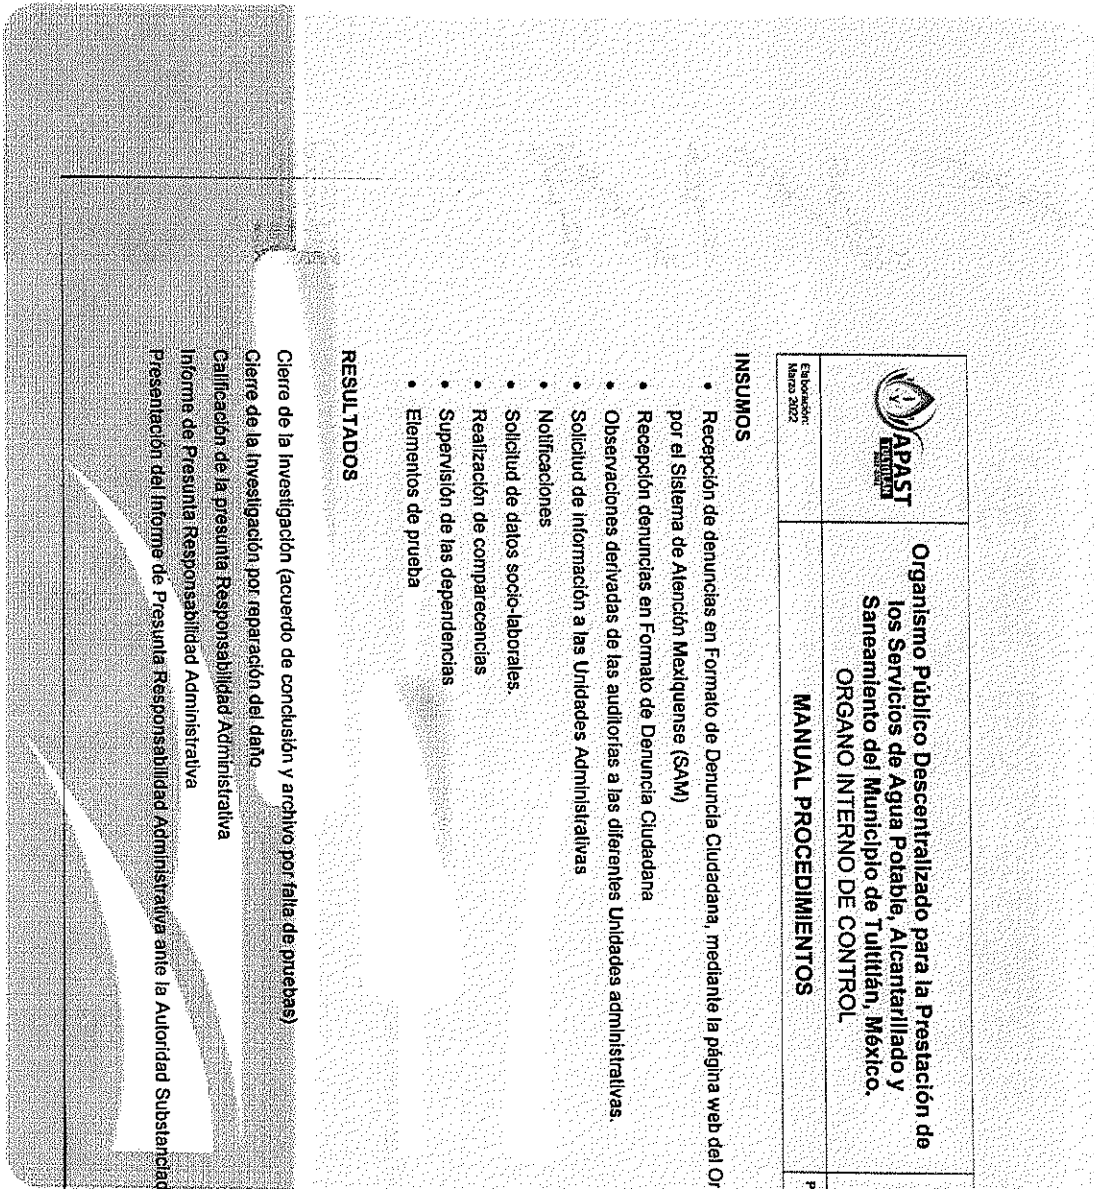 APAST
TULTITLÁN
Organismo Público Descentralizado para la Prestación de
los Servicios de Agua Potable, Alcantarillado y
Saneamiento del Municipio de Tultitlán, México.
ORGANO INTERNO DE CONTROL
Elaboración:
Marzo 2022
MANUAL PROCEDIMIENTOS
P
INSUMOS
• Recepción de denuncias en Formato de Denuncia Ciudadana, mediante la página web del Or
por el Sistema de Atención Mexiquense (SAM)
• Recepción denuncias en Formato de Denuncia Ciudadana
• Observaciones derivadas de las auditorias a las diferentes Unidades administrativas.
• Solicitud de información a las Unidades Administrativas
• Notificaciones
• Solicitud de datos socio-laborales.
• Realización de comparecencias
• Supervisión de las dependencias
• Elementos de prueba
RESULTADOS
Cierre de la Investigación (acuerdo de conclusión y archivo por falta de pruebas)
Cierre de la Investigación por reparación del daño
Calificación de la presunta Responsabilidad Administrativa
Informe de Presunta Responsabilidad Administrativa
Presentación del Informe de Presunta Responsabilidad Administrativa ante la Autoridad Substanciad